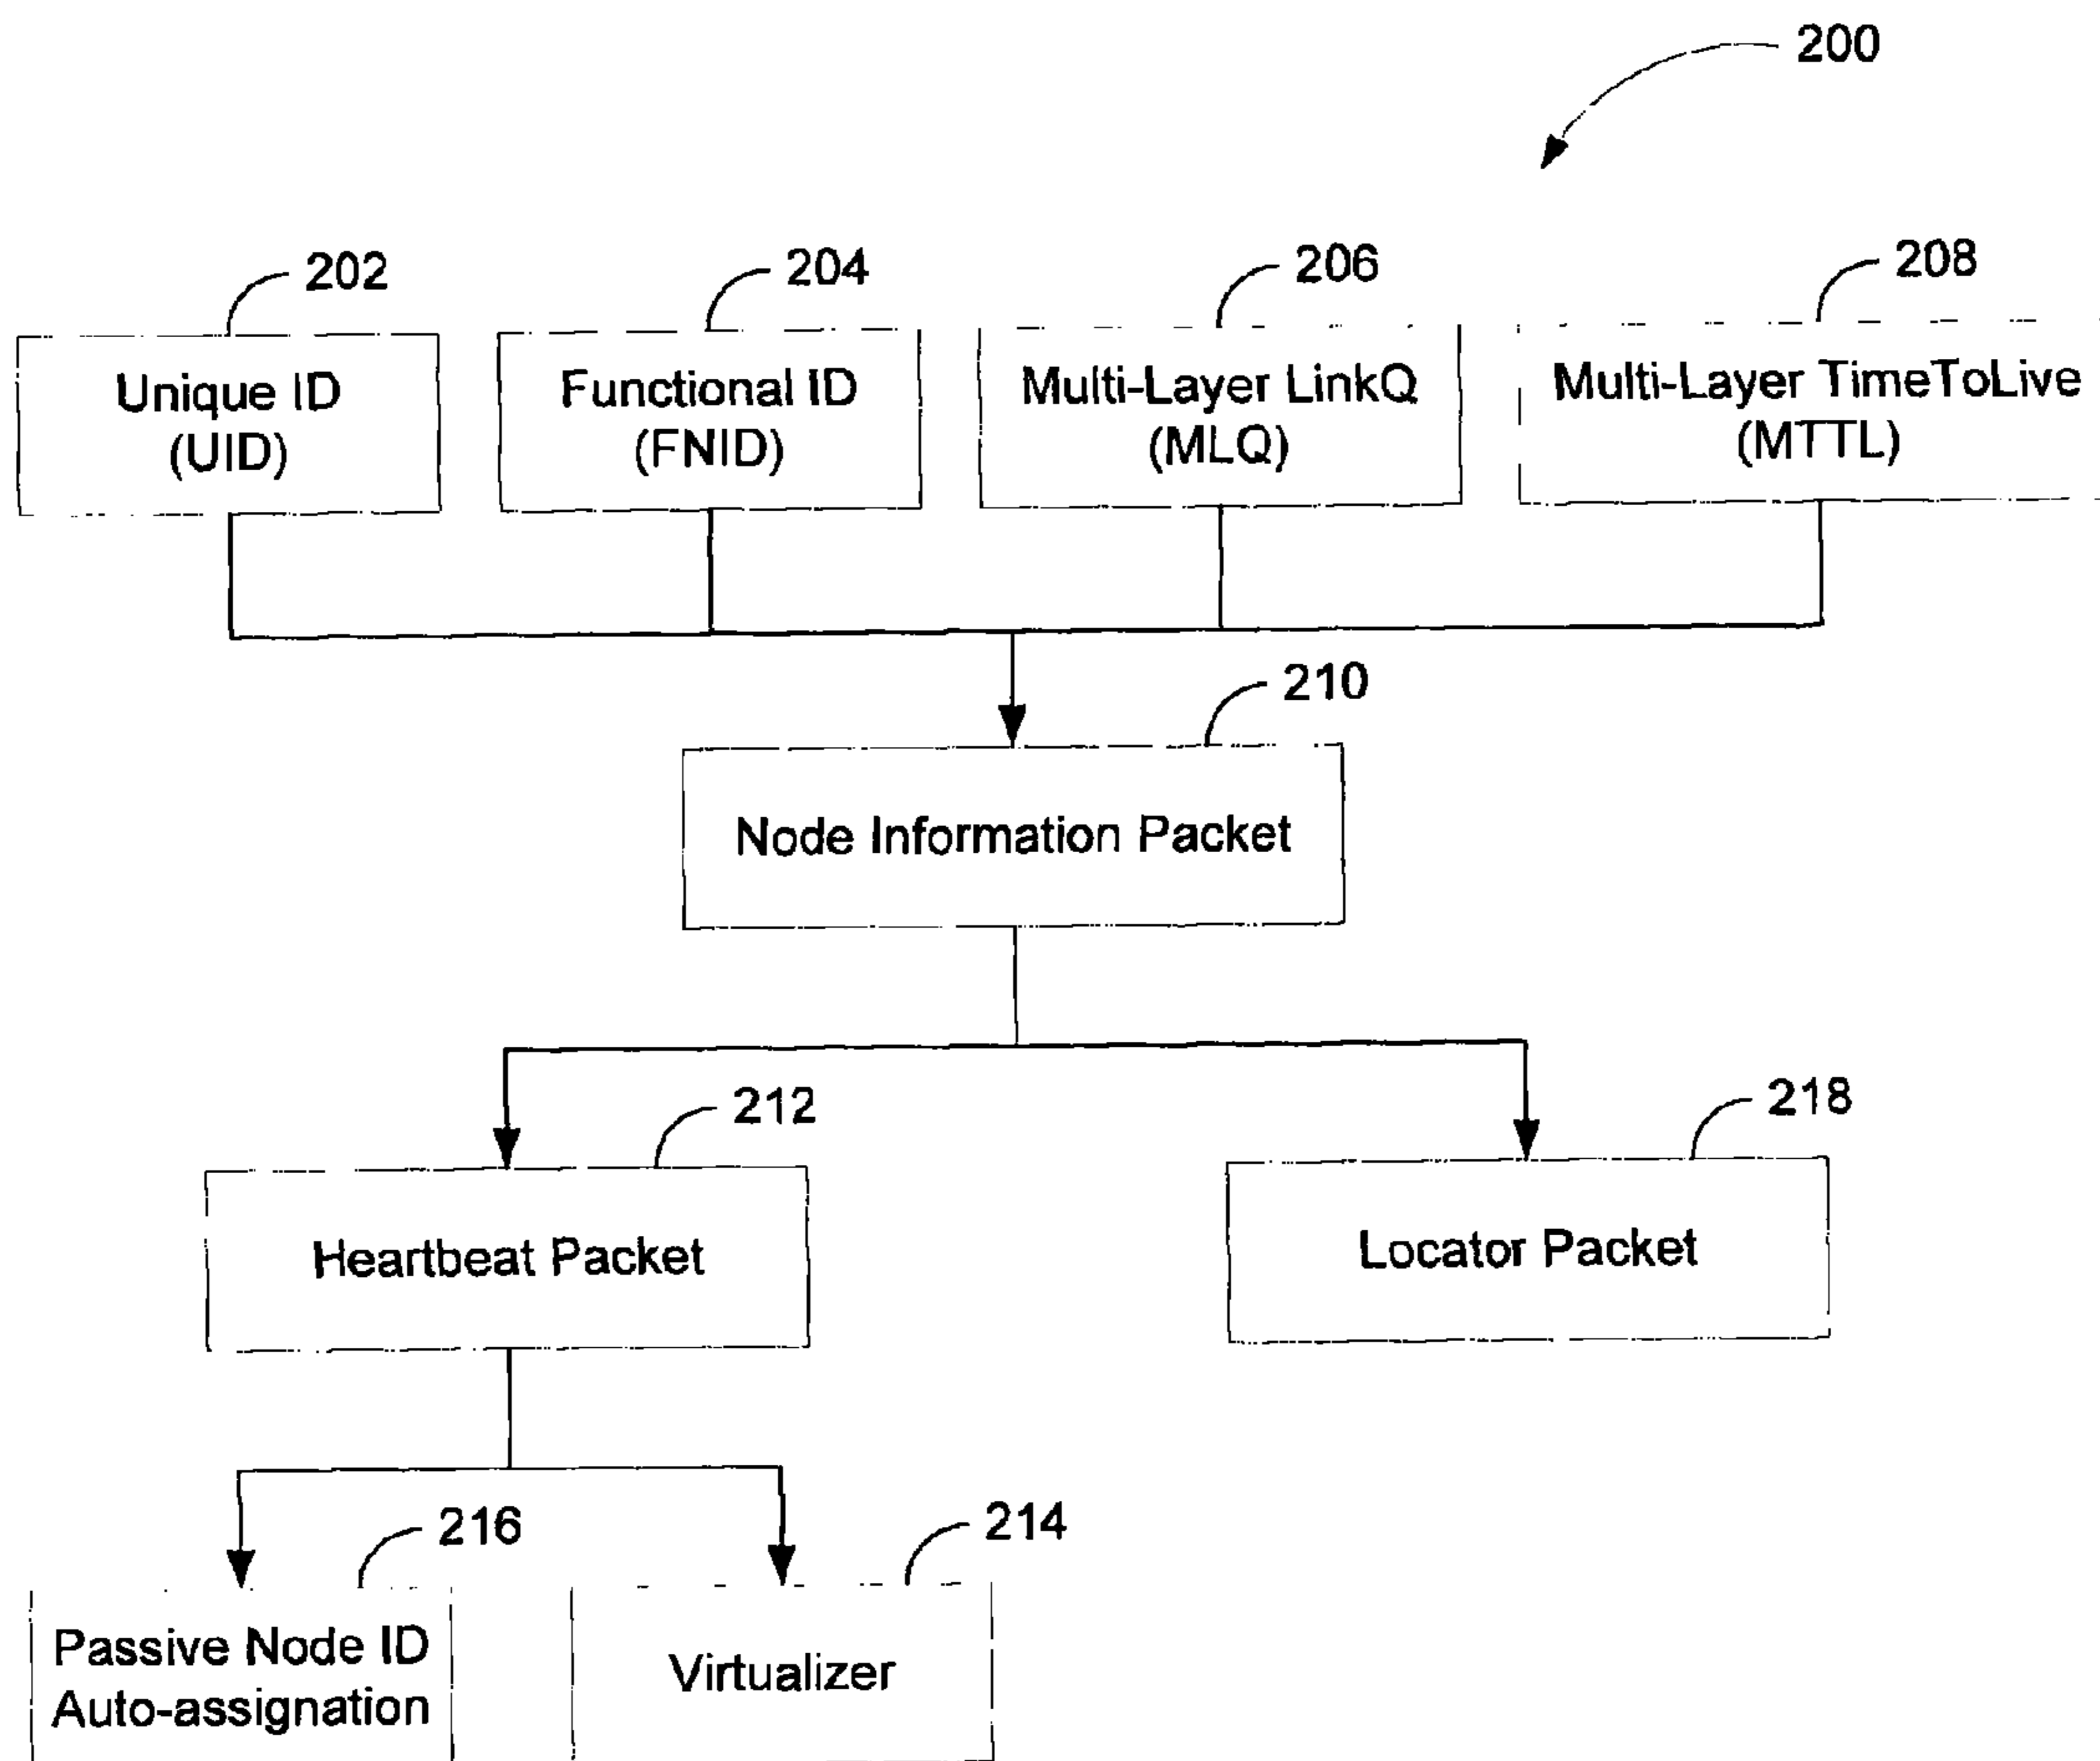 200
202
204
206
208
Unique ID
(UID)
Functional ID
(FNID)
Multi-Layer LinkQ
(MLQ)
Multi-Layer TimeToLive
(MTTL)
210
Node Information Packet
212
218
Heartbeat Packet
Locator Packet
216
214
Passive Node ID
Auto-assignation
Virtualizer